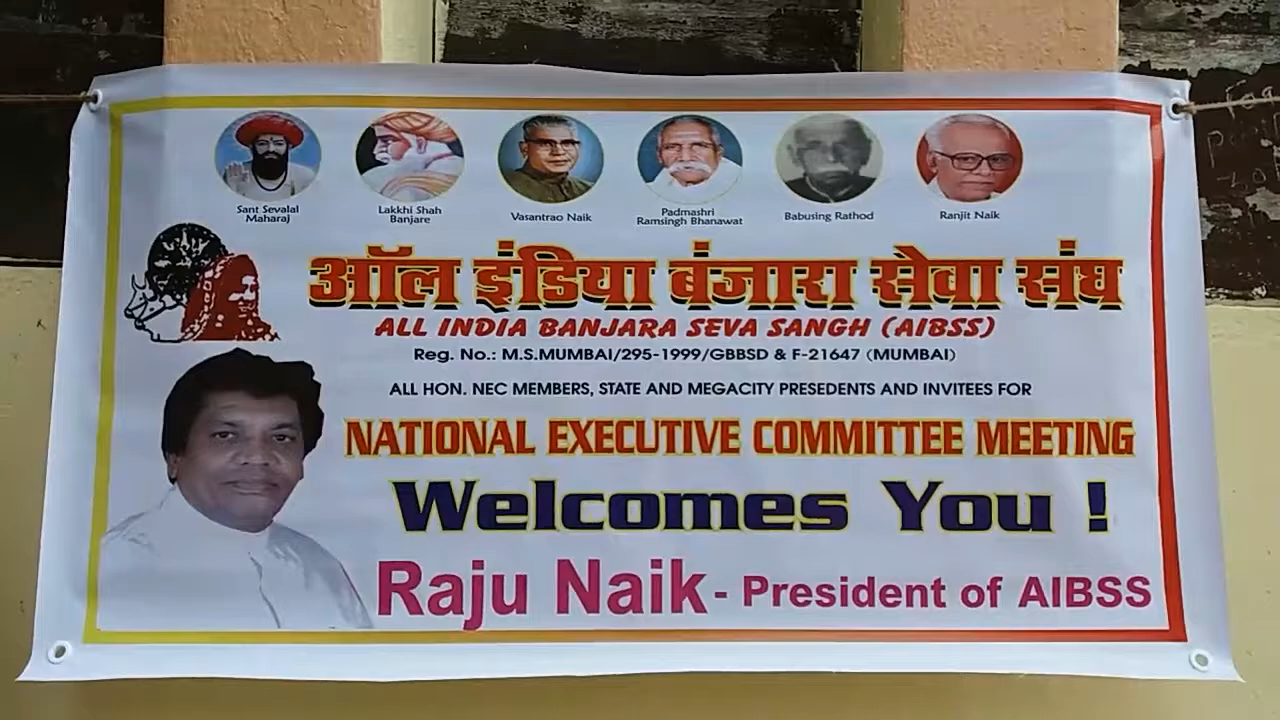 Sant Sevalal
Maharaj
Lakkhi Shah
Banjare
Vasantrao Naik
Padmashri
Ramsingh Bhanawat
Babusing Rathod
Ranjit Naik
ऑल इंडिया बंजारा सेवा संघ
ALL INDIA BANJARA SEVA SANGH (AIBSS)
Reg. No.: M.S.MUMBAI/295-1999/GBBSD & F-21647 (MUMBAI)
ALL HON. NEC MEMBERS, STATE AND MEGACITY PRESEDENTS AND INVITEES FOR
NATIONAL EXECUTIVE COMMITTEE MEETING
Welcomes You !
Raju Naik - President of AIBSS